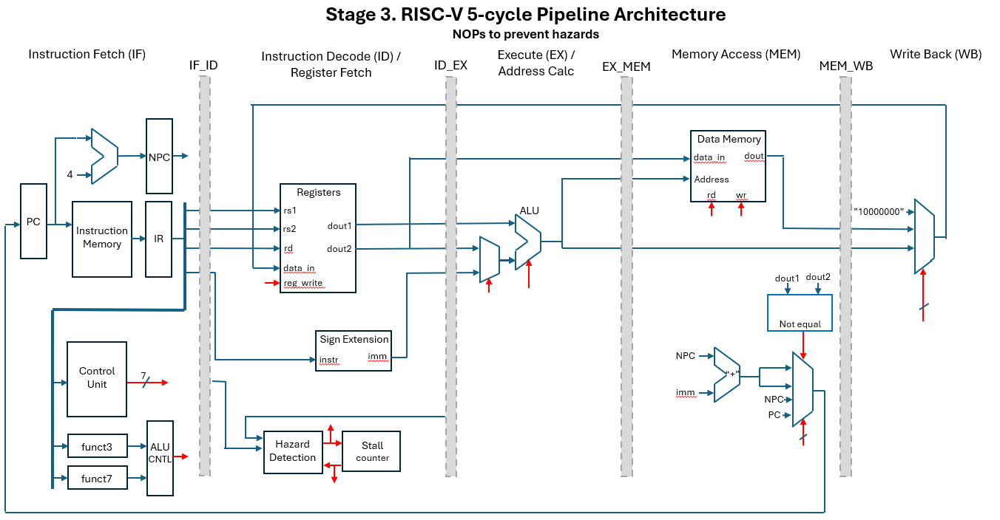 Stage 3. RISC-V 5-cycle Pipeline Architecture
NOPs to prevent hazards
Instruction Fetch (IF)
IF_ID
Instruction Decode (ID) /
Register Fetch
ID_EX
Execute (EX) /
Address Calc
EX_MEM
Memory Access (MEM)
MEM_WB
Write Back (WB)
NPC
4
PC
Instruction
Memory
IR
Registers
rs1
rs2
rd
data_in
reg_write
dout1
dout2
ALU
Data Memory
data_in
dout
Address
rd
wr
"10000000"
dout1
dout2
Not equal
Sign Extension
instr
imm
NPC
"+"
imm
NPC
PC
Control
Unit
7
funct3
funct7
ALU
CNTL
Hazard
Detection
Stall
counter